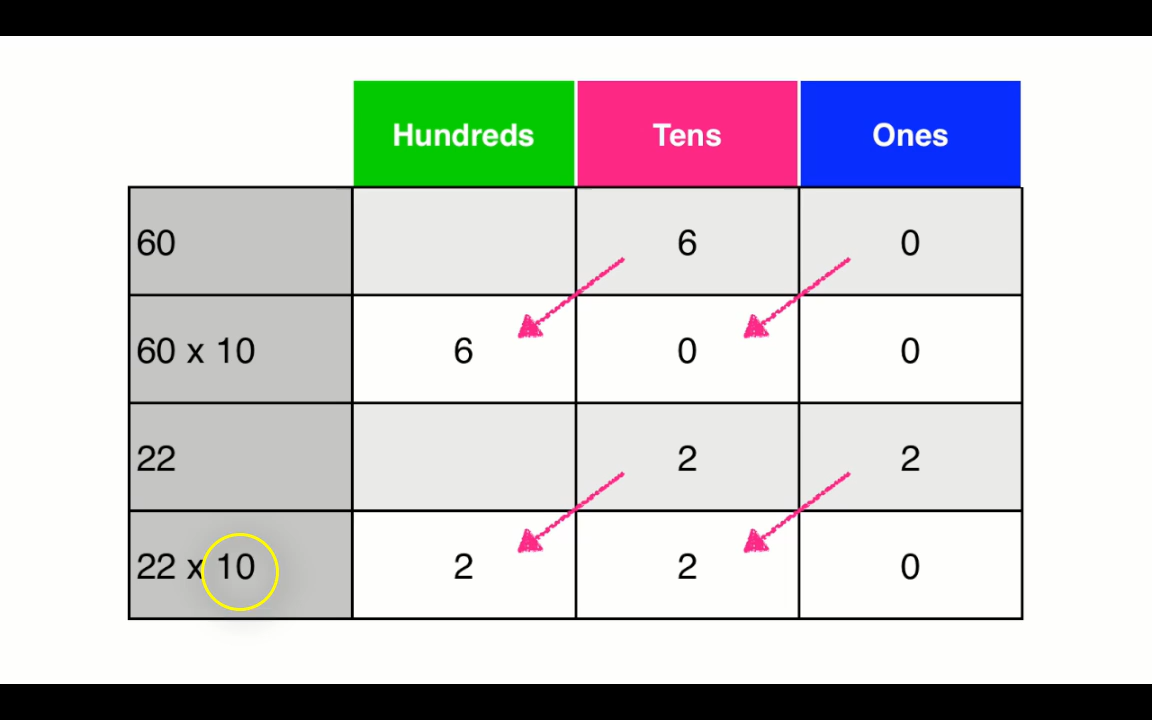 Hundreds Tens Ones
60 6 0
60 x 10 6 0 0
22 2 2
22 x 10 2 2 0